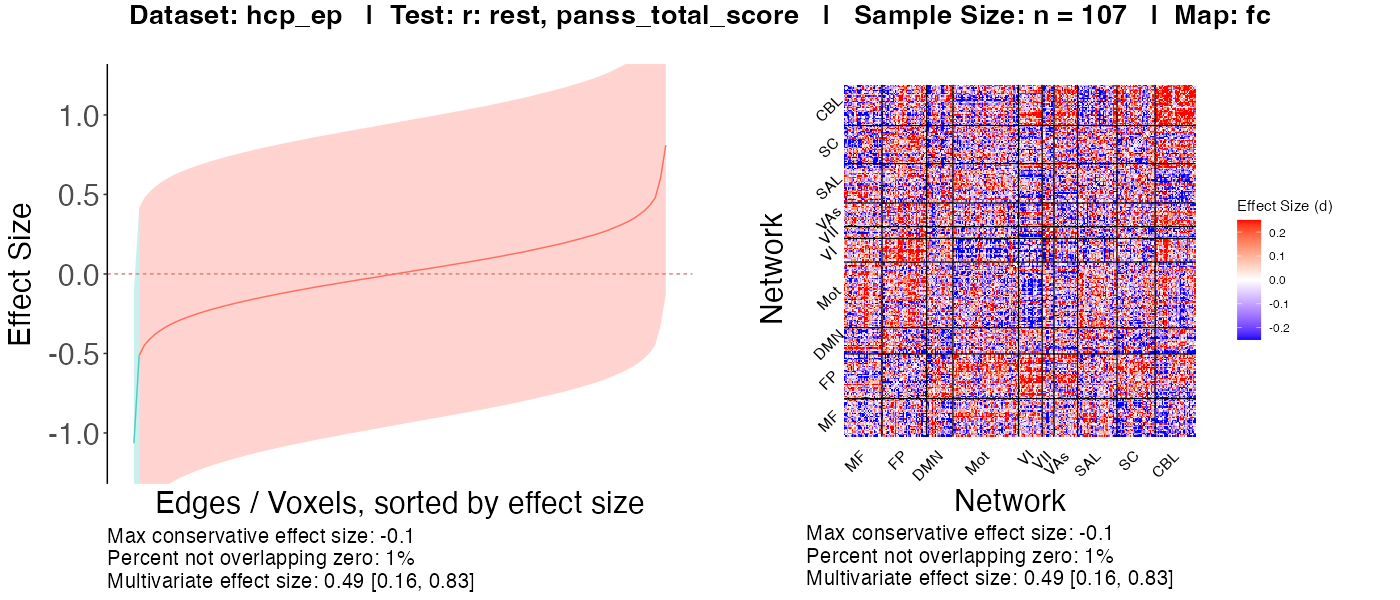 Dataset: hcp_ep | Test: r: rest, panss_total_score | Sample Size: n = 107 | Map: fc
Effect Size
1.0
0.5
0.0
-0.5
-1.0
Edges / Voxels, sorted by effect size
Max conservative effect size: -0.1
Percent not overlapping zero: 1%
Multivariate effect size: 0.49 [0.16, 0.83]
Network
CBL
SC
SAL
VAs
VII
VI
Mot
DMN
FP
MF
MF
FP
DMN
Mot
VI
VII
VAs
SAL
SC
CBL
Network
Max conservative effect size: -0.1
Percent not overlapping zero: 1%
Multivariate effect size: 0.49 [0.16, 0.83]
Effect Size (d)
0.2
0.1
0.0
-0.1
-0.2